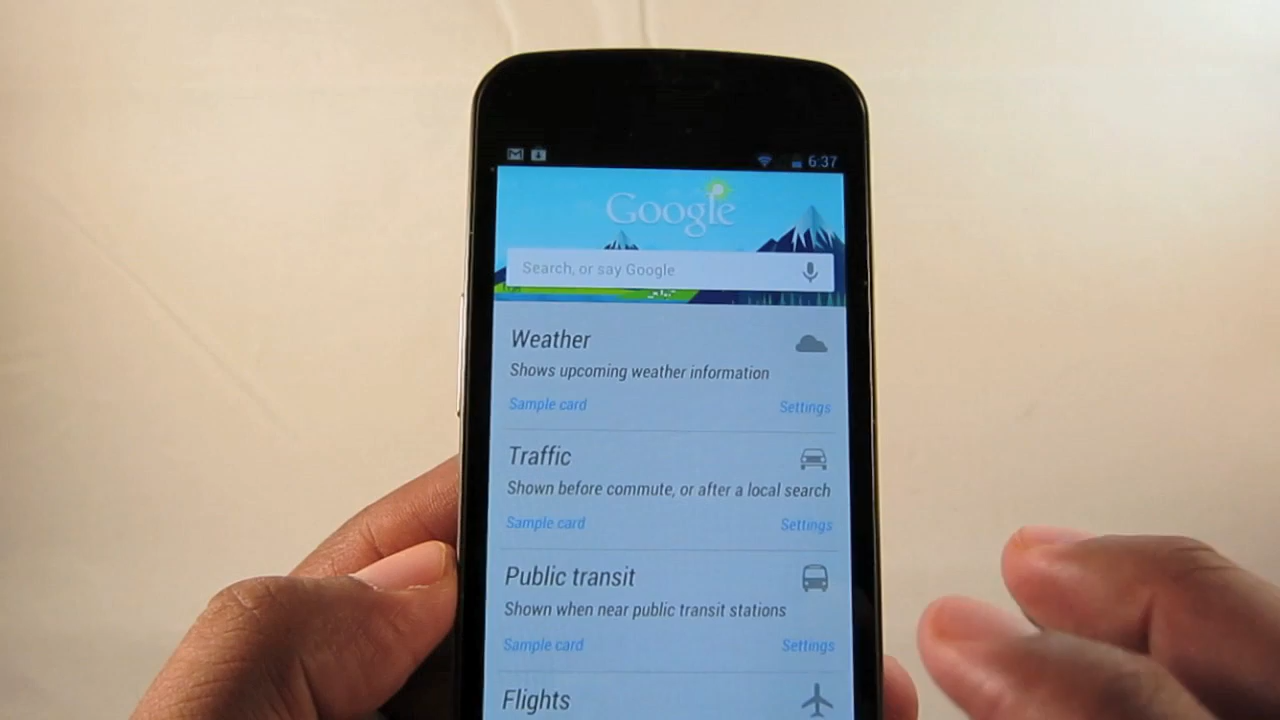 6:37
Google
Search, or say Google
Weather
Shows upcoming weather information
Sample card Settings
Traffic
Shown before commute, or after a local search
Sample card Settings
Public transit
Shown when near public transit stations
Sample card Settings
Flights